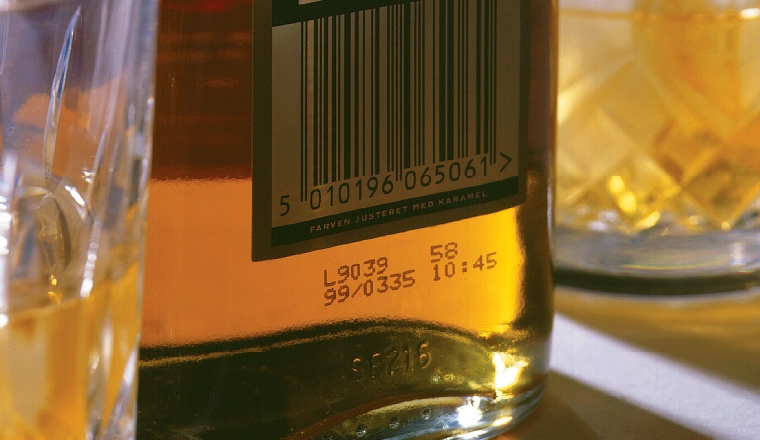 5 010196 065061 >
FARVEN JUSTERET MED KARAMEL
L9039 58
99/0335 10:45
SF216